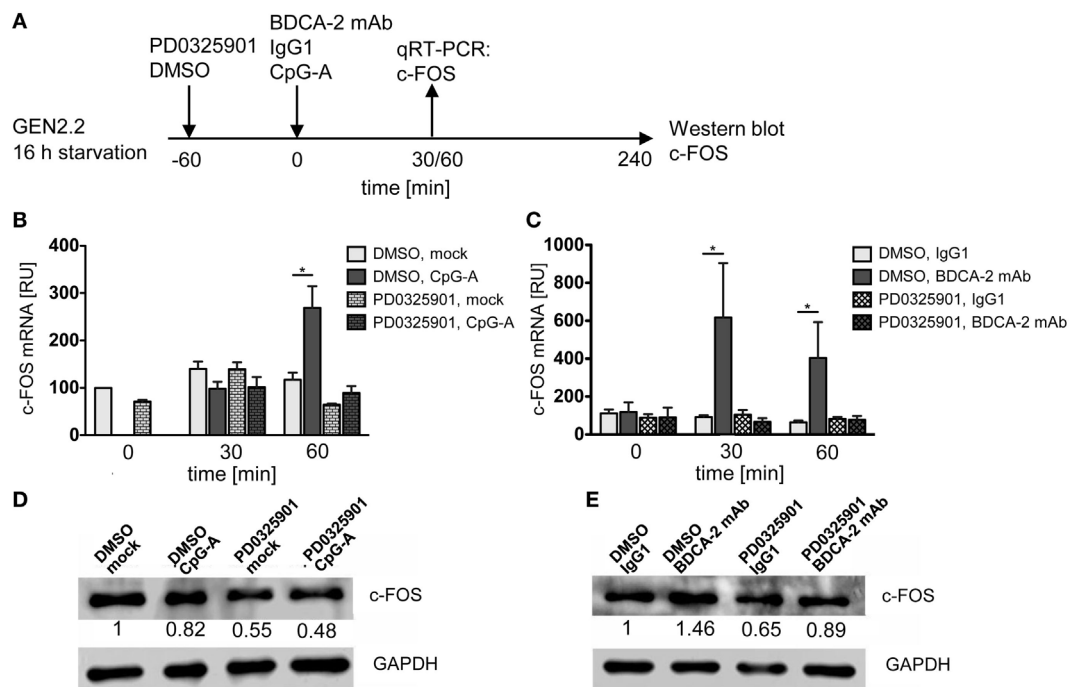 A
PD0325901
DMSO
BDCA-2 mAb
IgG1
CpG-A
qRT-PCR:
c-FOS
GEN2.2
16 h starvation
-60
0
30/60
240
time [min]
Western blot
c-FOS
B
c-FOS mRNA [RU]
400
300
200
100
0
*
0
30
60
time [min]
DMSO, mock
DMSO, CpG-A
PD0325901, mock
PD0325901, CpG-A
C
c-FOS mRNA [RU]
1000
800
600
400
200
0
*
*
0
30
60
time [min]
DMSO, IgG1
DMSO, BDCA-2 mAb
PD0325901, IgG1
PD0325901, BDCA-2 mAb
D
DMSO
mock
DMSO
CpG-A
PD0325901
mock
PD0325901
CpG-A
c-FOS
1 0.82 0.55 0.48
GAPDH
E
DMSO
IgG1
DMSO
BDCA-2 mAb
PD0325901
IgG1
PD0325901
BDCA-2 mAb
c-FOS
1 1.46 0.65 0.89
GAPDH